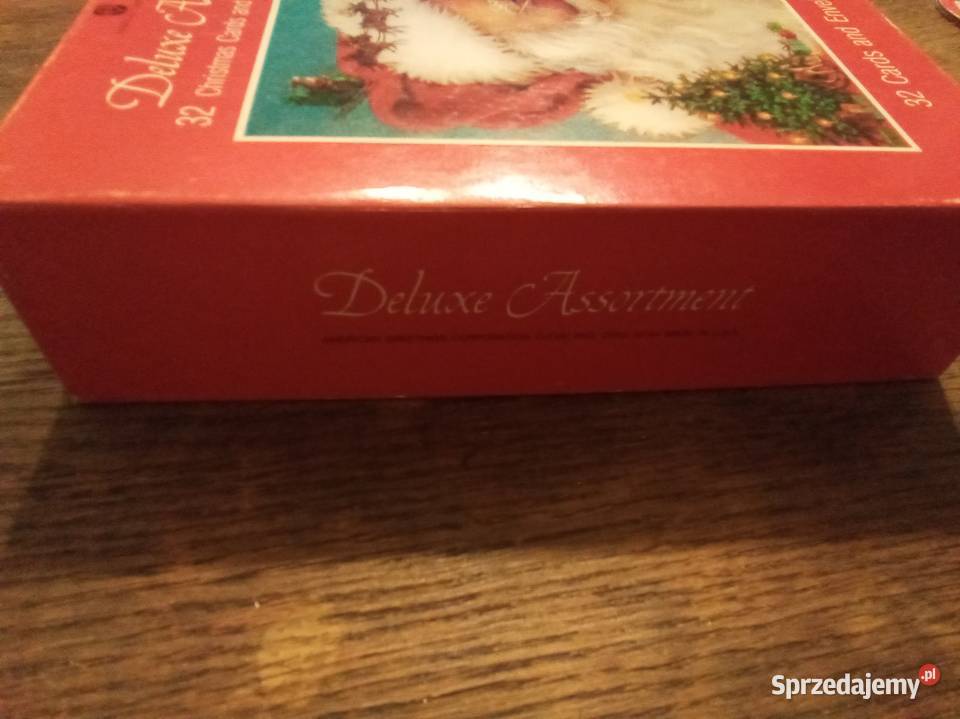 Deluxe A
32 Christmas Cards and
32 Cards and Enve
Deluxe Assortment
Sprzedajemy.pl